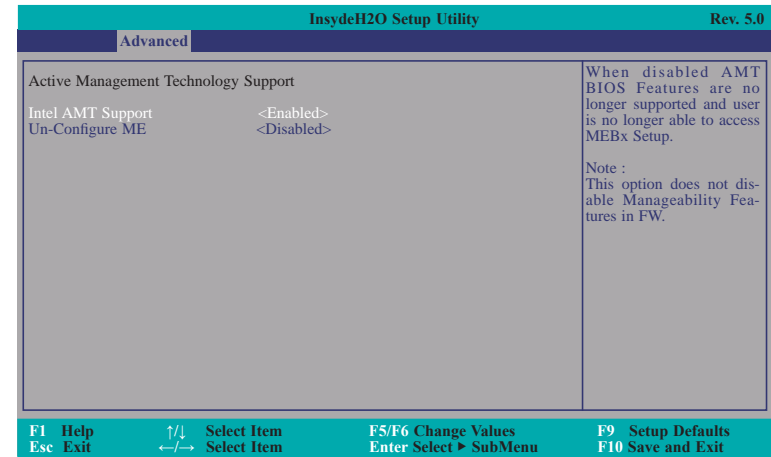 InsydeH2O Setup Utility Rev. 5.0
Advanced
Active Management Technology Support
Intel AMT Support <Enabled>
Un-Configure ME <Disabled>
When disabled AMT
BIOS Features are no
longer supported and user
is no longer able to access
MEBx Setup.
Note :
This option does not dis-
able Manageability Fea-
tures in FW.
F1 Help ↑/↓ Select Item F5/F6 Change Values F9 Setup Defaults
Esc Exit ←/→ Select Item Enter Select ► SubMenu F10 Save and Exit